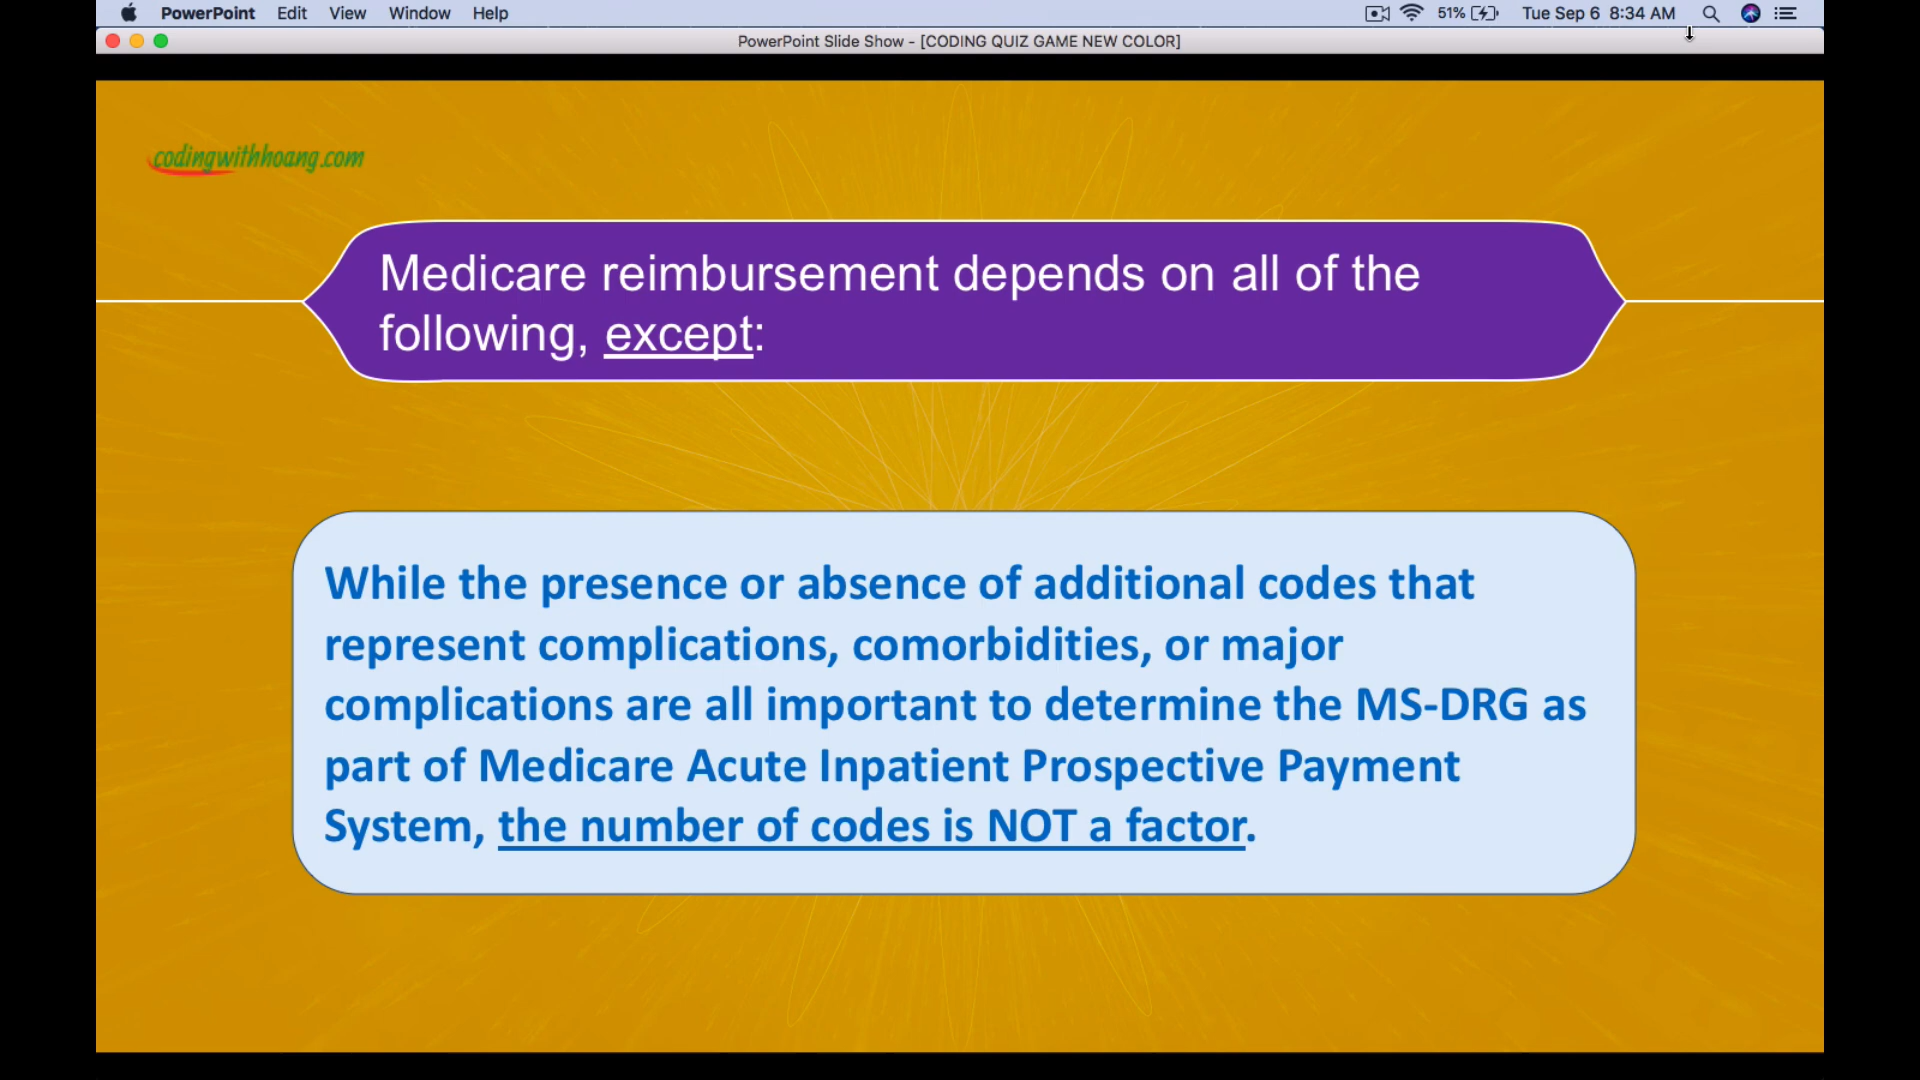 PowerPoint Edit View Window Help 51% Tue Sep 6 8:34 AM
PowerPoint Slide Show - [CODING QUIZ GAME NEW COLOR]
codingwithhoang.com
Medicare reimbursement depends on all of the
following, except:
While the presence or absence of additional codes that
represent complications, comorbidities, or major
complications are all important to determine the MS-DRG as
part of Medicare Acute Inpatient Prospective Payment
System, the number of codes is NOT a factor.